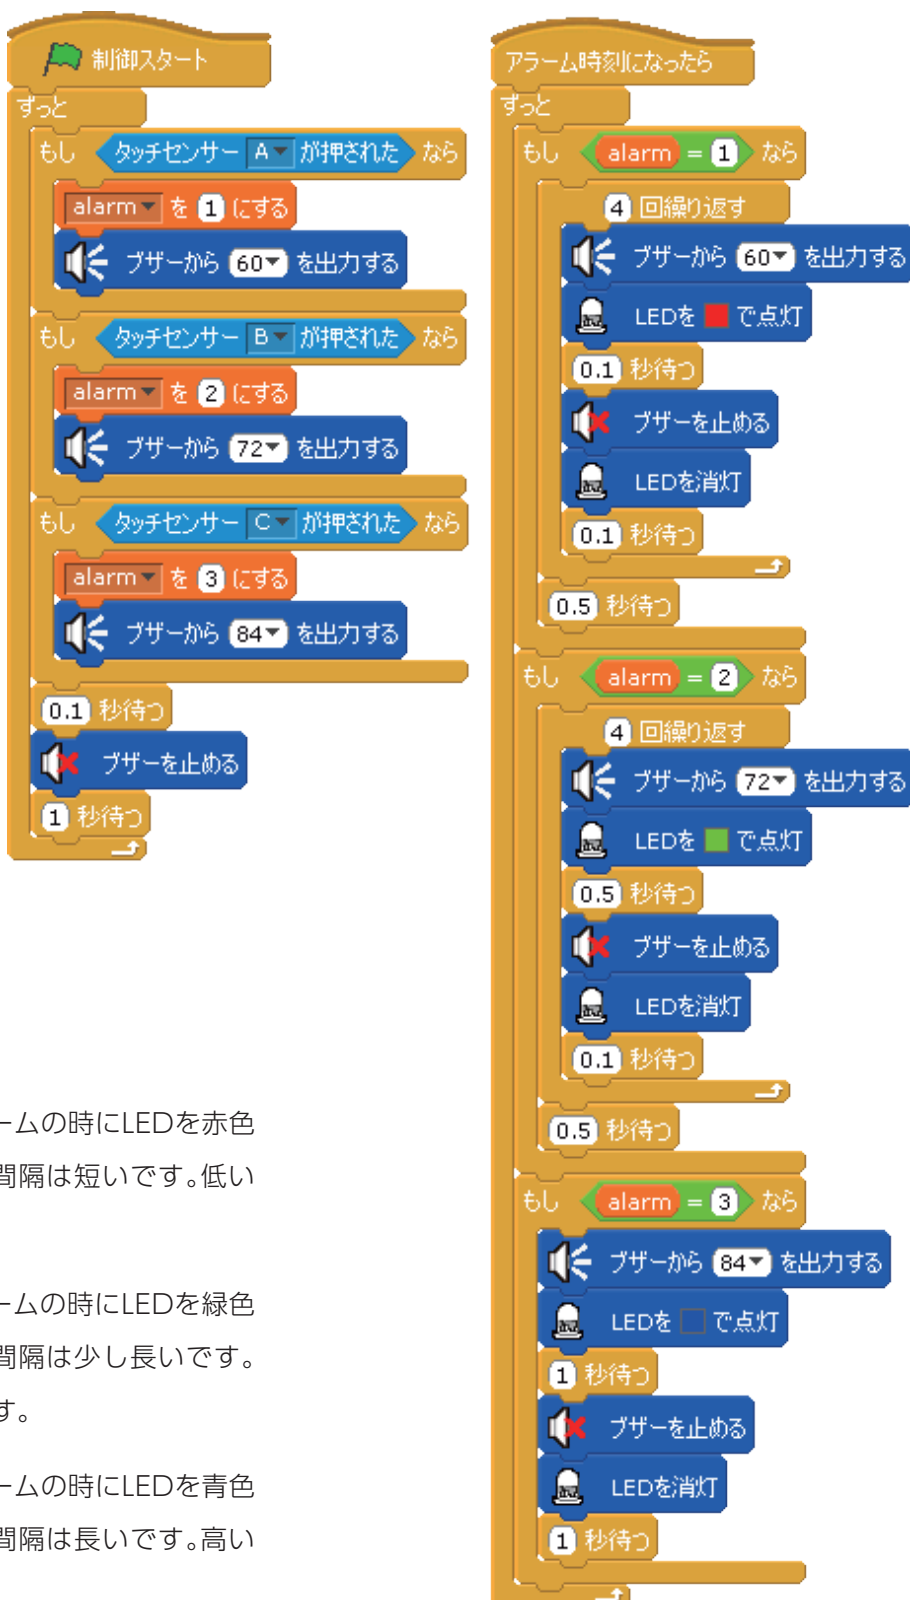 制御スタート
ずっと
もし タッチセンサー A が押された なら
alarm を 1 にする
ブザーから 60 を出力する
もし タッチセンサー B が押された なら
alarm を 2 にする
ブザーから 72 を出力する
もし タッチセンサー C が押された なら
alarm を 3 にする
ブザーから 84 を出力する
0.1 秒待つ
ブザーを止める
1 秒待つ
ームの時にLEDを赤色
間隔は短いです。低い
ームの時にLEDを緑色
間隔は少し長いです。
す。
ームの時にLEDを青色
間隔は長いです。高い
アラーム時刻になったら
ずっと
もし alarm = 1 なら
4 回繰り返す
ブザーから 60 を出力する
LEDを で点灯
0.1 秒待つ
ブザーを止める
LEDを消灯
0.1 秒待つ
0.5 秒待つ
もし alarm = 2 なら
4 回繰り返す
ブザーから 72 を出力する
LEDを で点灯
0.5 秒待つ
ブザーを止める
LEDを消灯
0.1 秒待つ
0.5 秒待つ
もし alarm = 3 なら
ブザーから 84 を出力する
LEDを で点灯
1 秒待つ
ブザーを止める
LEDを消灯
1 秒待つ